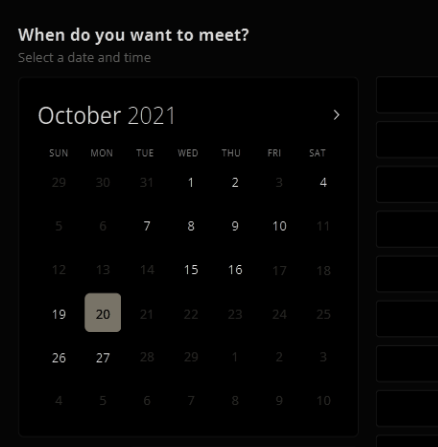 When do you want to meet?
Select a date and time
October 2021 >
SUN MON TUE WED THU FRI SAT
29 30 31 1 2 3 4
5 6 7 8 9 10 11
12 13 14 15 16 17 18
19 20 21 22 23 24 25
26 27 28 29 1 2 3
4 5 6 7 8 9 10